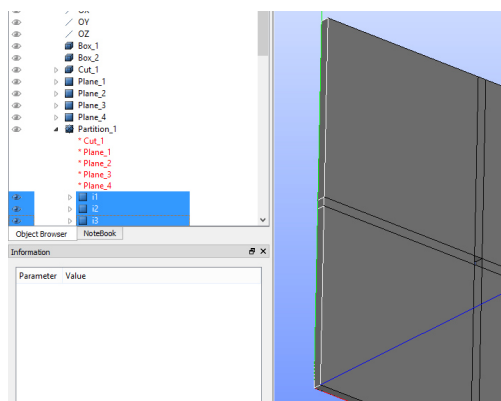 OX
OY
OZ
Box_1
Box_2
Cut_1
Plane_1
Plane_2
Plane_3
Plane_4
Partition_1
* Cut_1
* Plane_1
* Plane_2
* Plane_3
* Plane_4
i1
i2
i3
Object Browser NoteBook
Information
Parameter Value